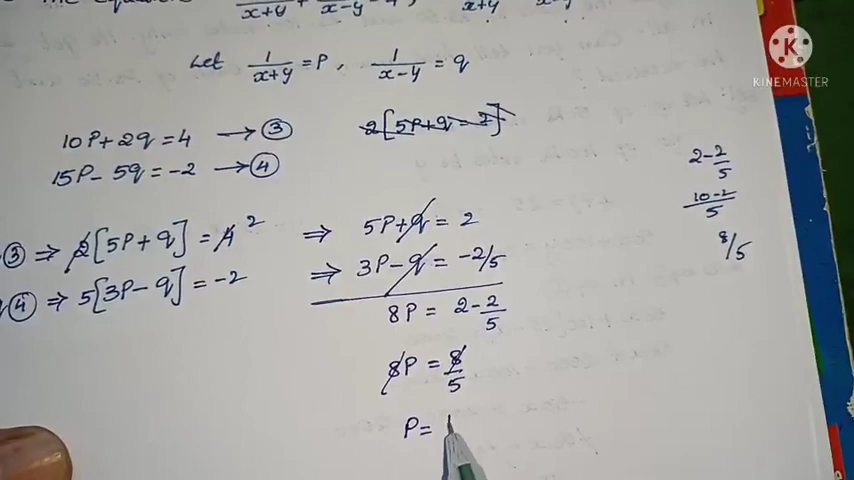 x+y x-y x+y x-y
Let 1/x+y = P, 1/x-y = q
10P+2q = 4 → ③
2[5P+q = 2]
15P-5q = -2 → ④
③ ⇒ 2[5P+q] = 4 2 ⇒ 5P+q = 2
④ ⇒ 5[3P-q] = -2 ⇒ 3P-q = -2/5
8P = 2-2/5
8P = 8/5
P =
2-2/5
10-2/5
8/5
K
KINEMASTER